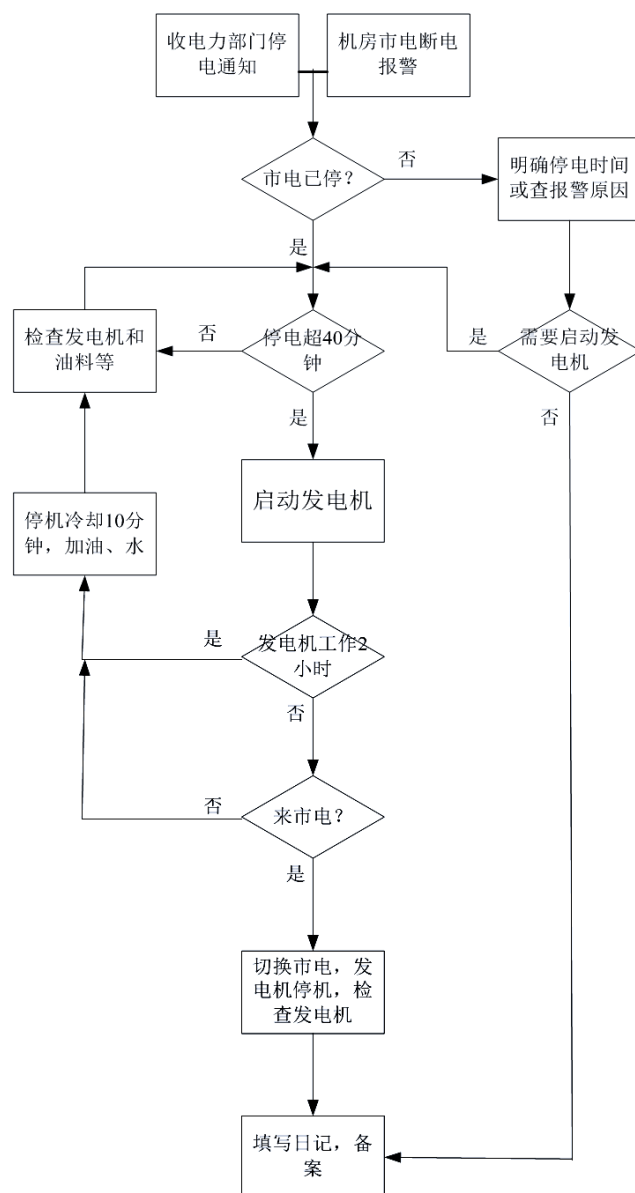 收电力部门停
电通知
机房市电断电
报警
市电已停？
否
明确停电时间
或查报警原因
是
检查发电机和
油料等
否
停电超40分
钟
是
需要启动发
电机
是
否
启动发电机
停机冷却10分
钟，加油、水
是
发电机工作2
小时
否
否
来市电？
是
切换市电，发
电机停机，检
查发电机
填写日记，备
案